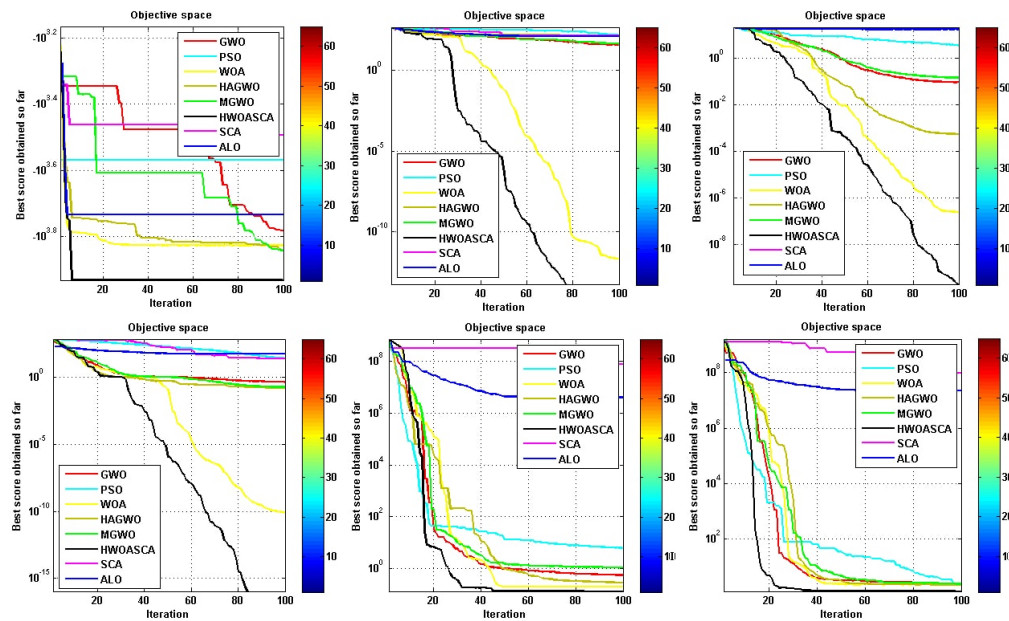 Objective space
Best score obtained so far
-10^3.2
-10^3.4
-10^3.6
-10^3.8
GWO
PSO
WOA
HAGWO
MGWO
HWOASCA
SCA
ALO
20 40 60 80 100
Iteration
60
50
40
30
20
10
Objective space
Best score obtained so far
10^0
10^-5
10^-10
GWO
PSO
WOA
HAGWO
MGWO
HWOASCA
SCA
ALO
20 40 60 80 100
Iteration
60
50
40
30
20
10
Objective space
Best score obtained so far
10^0
10^-2
10^-4
10^-6
10^-8
GWO
PSO
WOA
HAGWO
MGWO
HWOASCA
SCA
ALO
20 40 60 80 100
Iteration
60
50
40
30
20
10
Objective space
Best score obtained so far
10^0
10^-5
10^-10
10^-15
GWO
PSO
WOA
HAGWO
MGWO
HWOASCA
SCA
ALO
20 40 60 80 100
Iteration
60
50
40
30
20
10
Objective space
Best score obtained so far
10^8
10^6
10^4
10^2
10^0
GWO
PSO
WOA
HAGWO
MGWO
HWOASCA
SCA
ALO
20 40 60 80 100
Iteration
60
50
40
30
20
10
Objective space
Best score obtained so far
10^8
10^6
10^4
10^2
GWO
PSO
WOA
HAGWO
MGWO
HWOASCA
SCA
ALO
20 40 60 80 100
Iteration
60
50
40
30
20
10